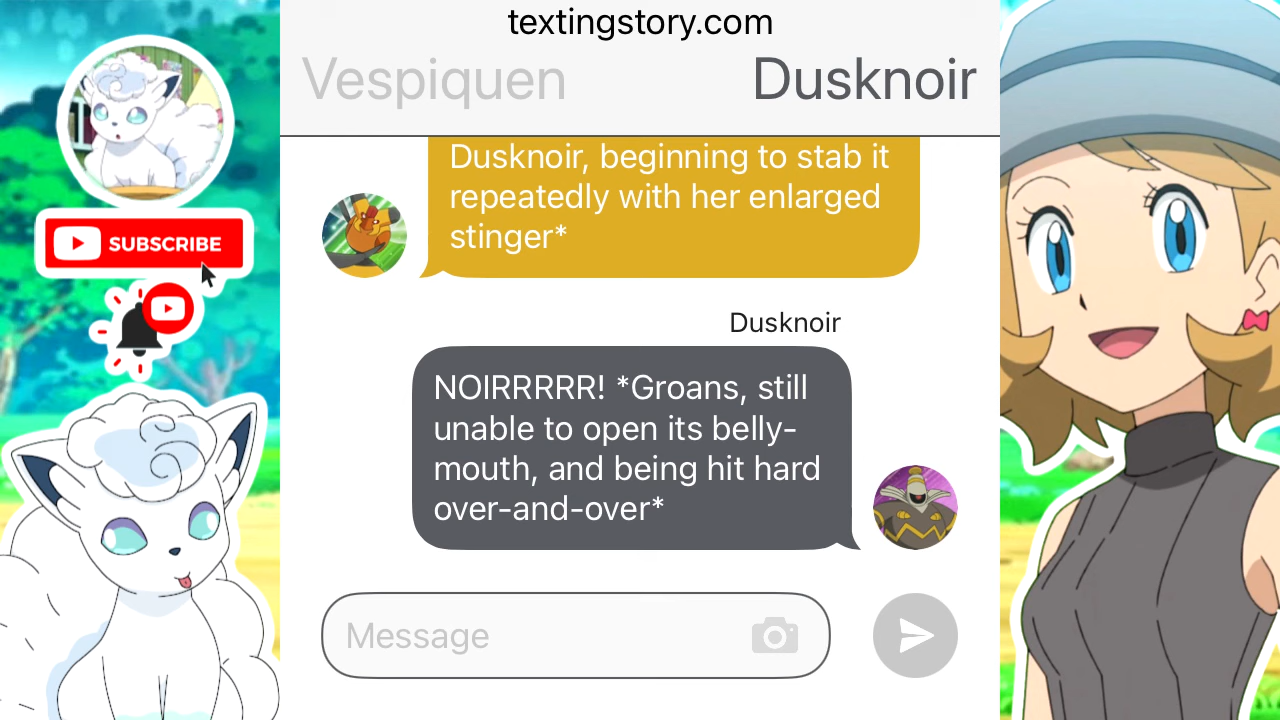 textingstory.com
Vespiquen
Dusknoir
Dusknoir, beginning to stab it
repeatedly with her enlarged
stinger*
SUBSCRIBE
Dusknoir
NOIRRRRR! *Groans, still
unable to open its belly-
mouth, and being hit hard
over-and-over*
Message